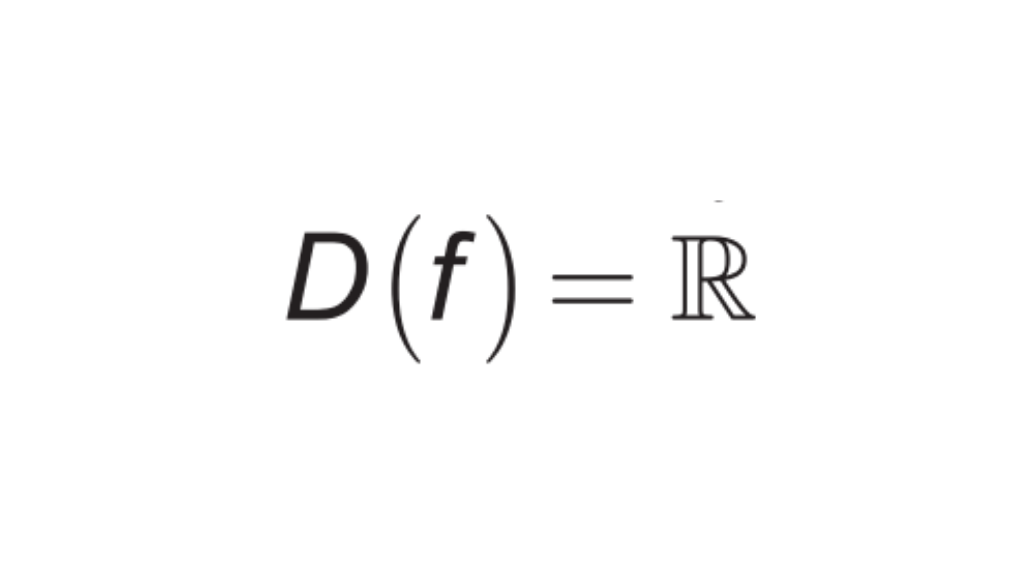 D(f) = ℝ